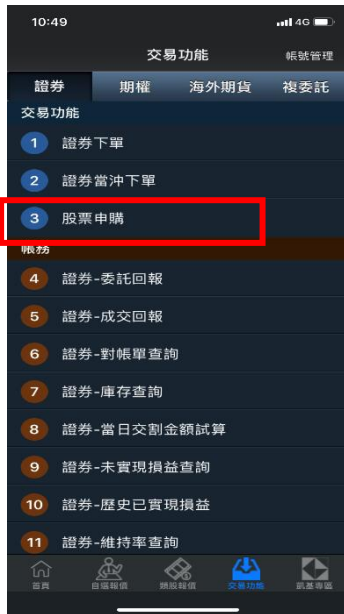 10:49
4G
交易功能
帳號管理
證券 期權 海外期貨 複委託
交易功能
1 證券下單
2 證券當沖下單
3 股票申購
帳務
4 證券-委託回報
5 證券-成交回報
6 證券-對帳單查詢
7 證券-庫存查詢
8 證券-當日交割金額試算
9 證券-未實現損益查詢
10 證券-歷史已實現損益
11 證券-維持率查詢
首頁 自選報價 類股報價 交易功能 凱基專區